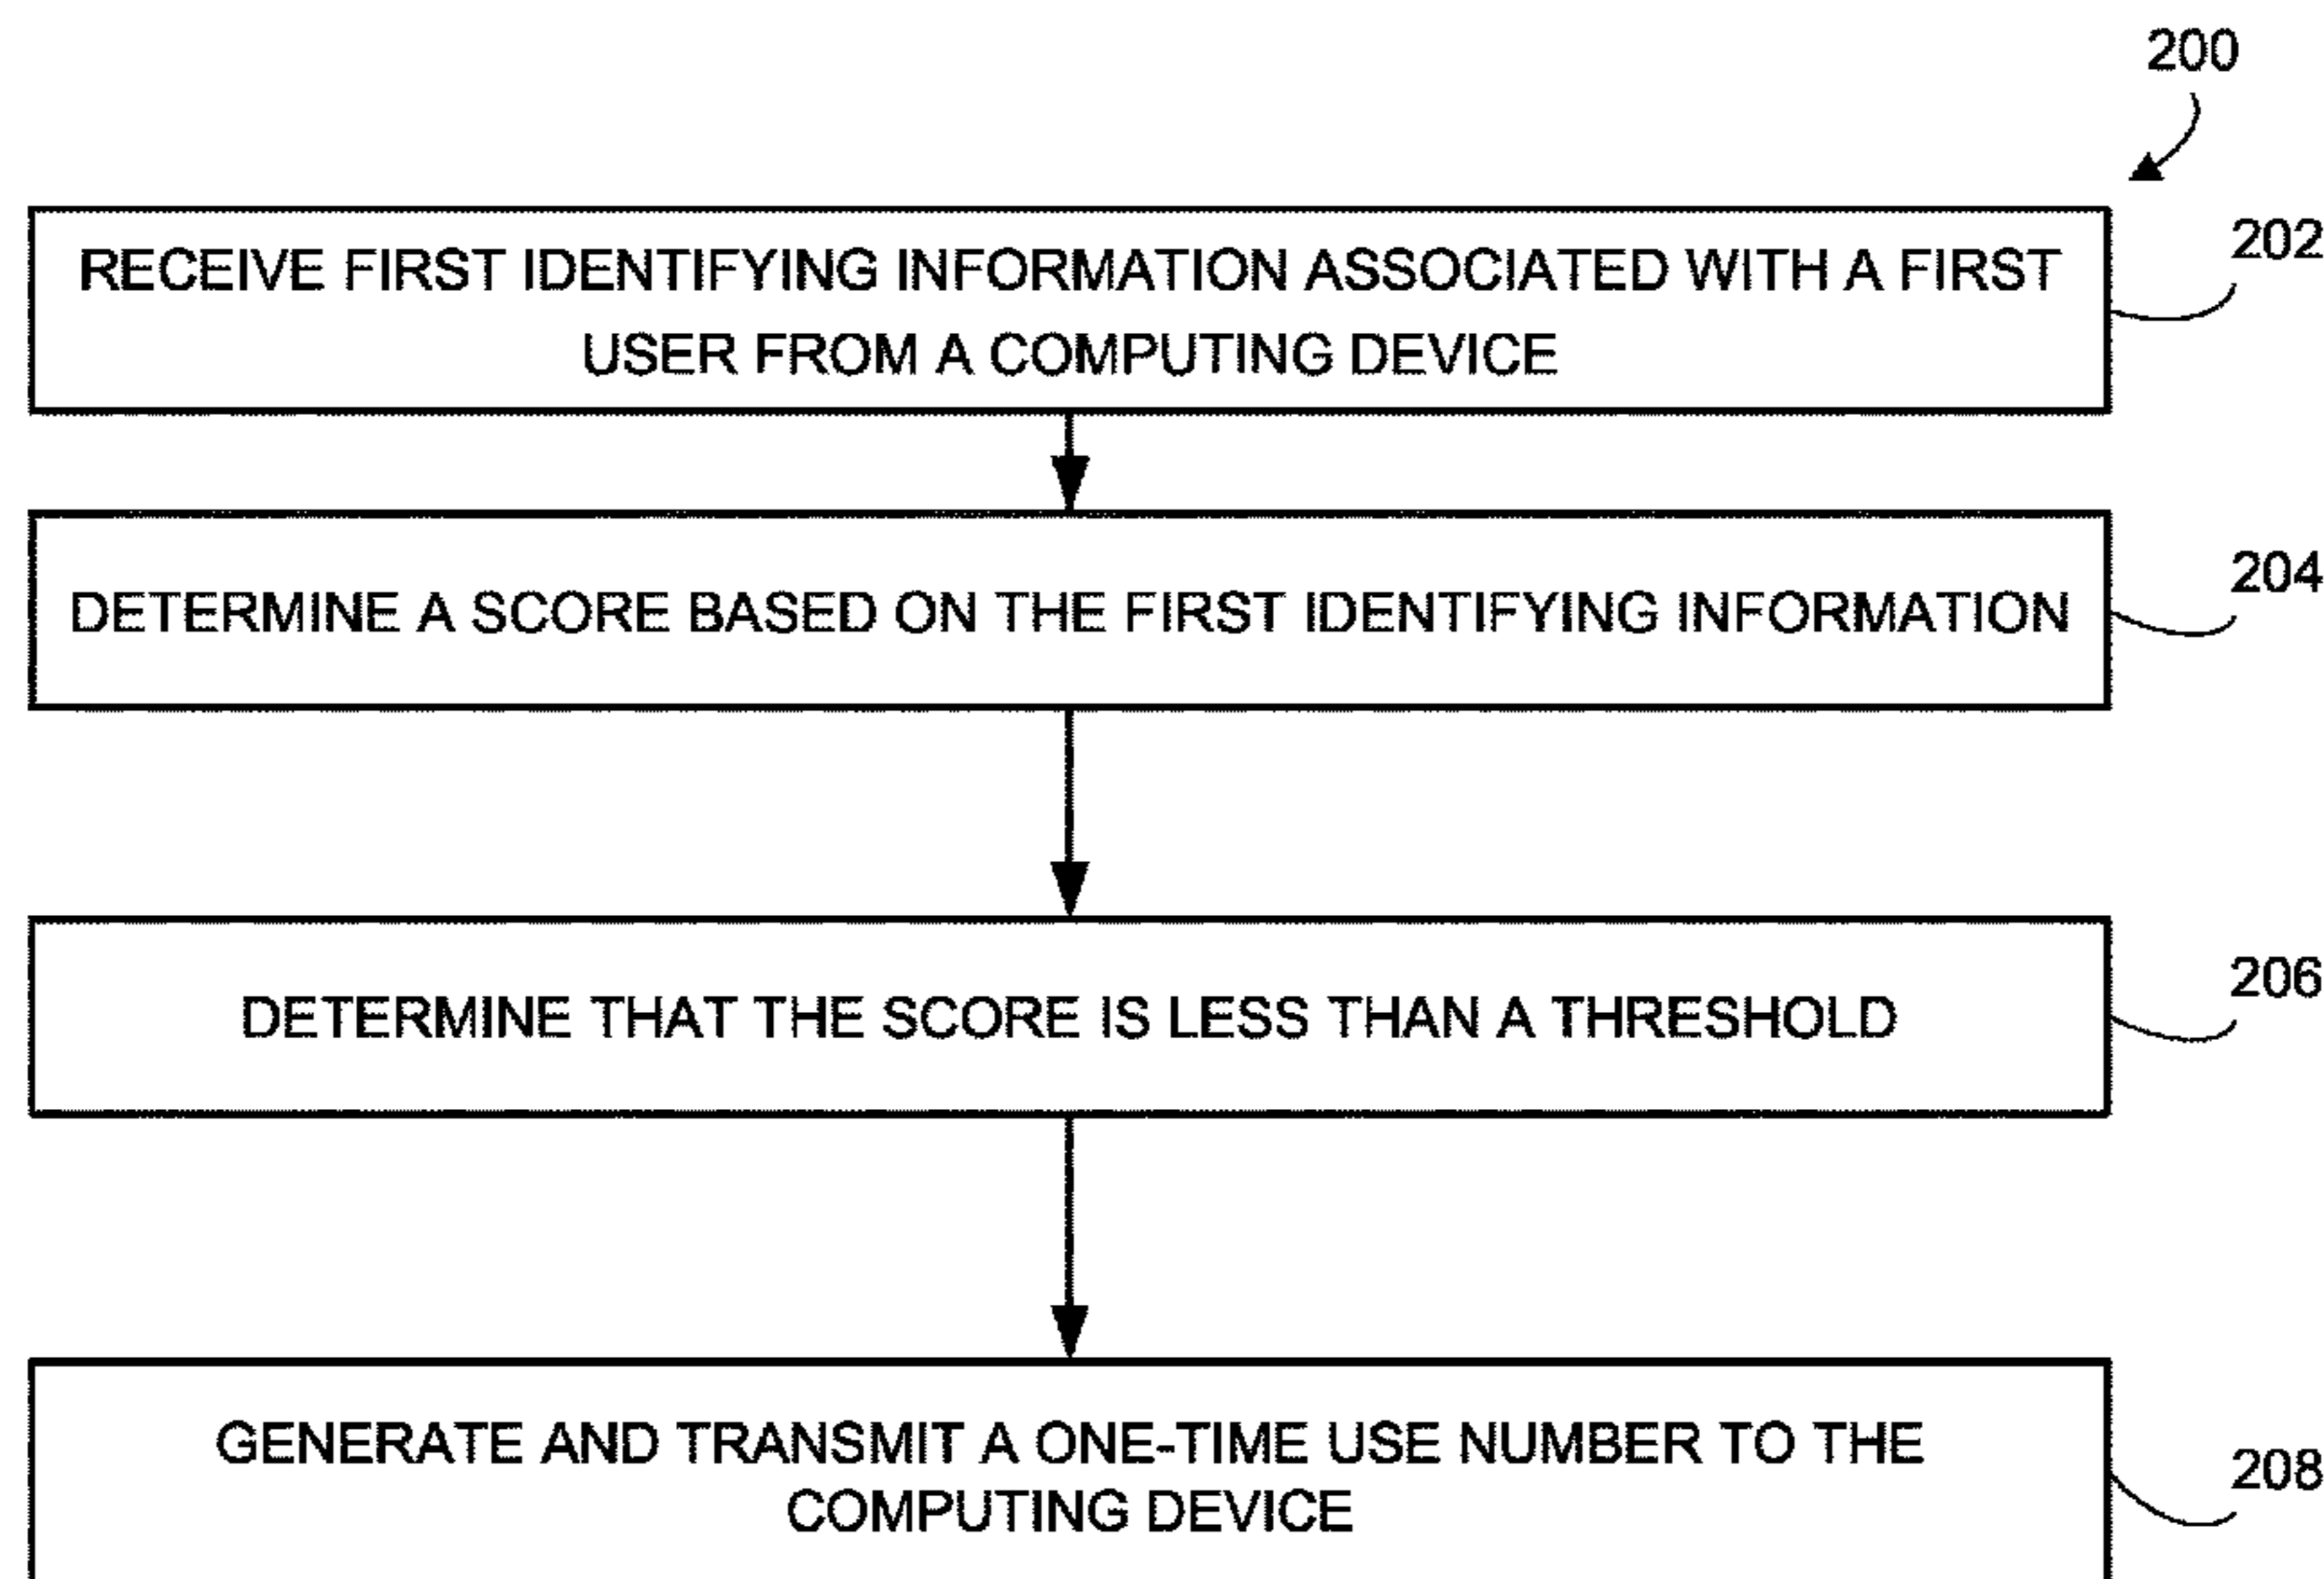 200
RECEIVE FIRST IDENTIFYING INFORMATION ASSOCIATED WITH A FIRST
USER FROM A COMPUTING DEVICE
202
DETERMINE A SCORE BASED ON THE FIRST IDENTIFYING INFORMATION
204
DETERMINE THAT THE SCORE IS LESS THAN A THRESHOLD
206
GENERATE AND TRANSMIT A ONE-TIME USE NUMBER TO THE
COMPUTING DEVICE
208